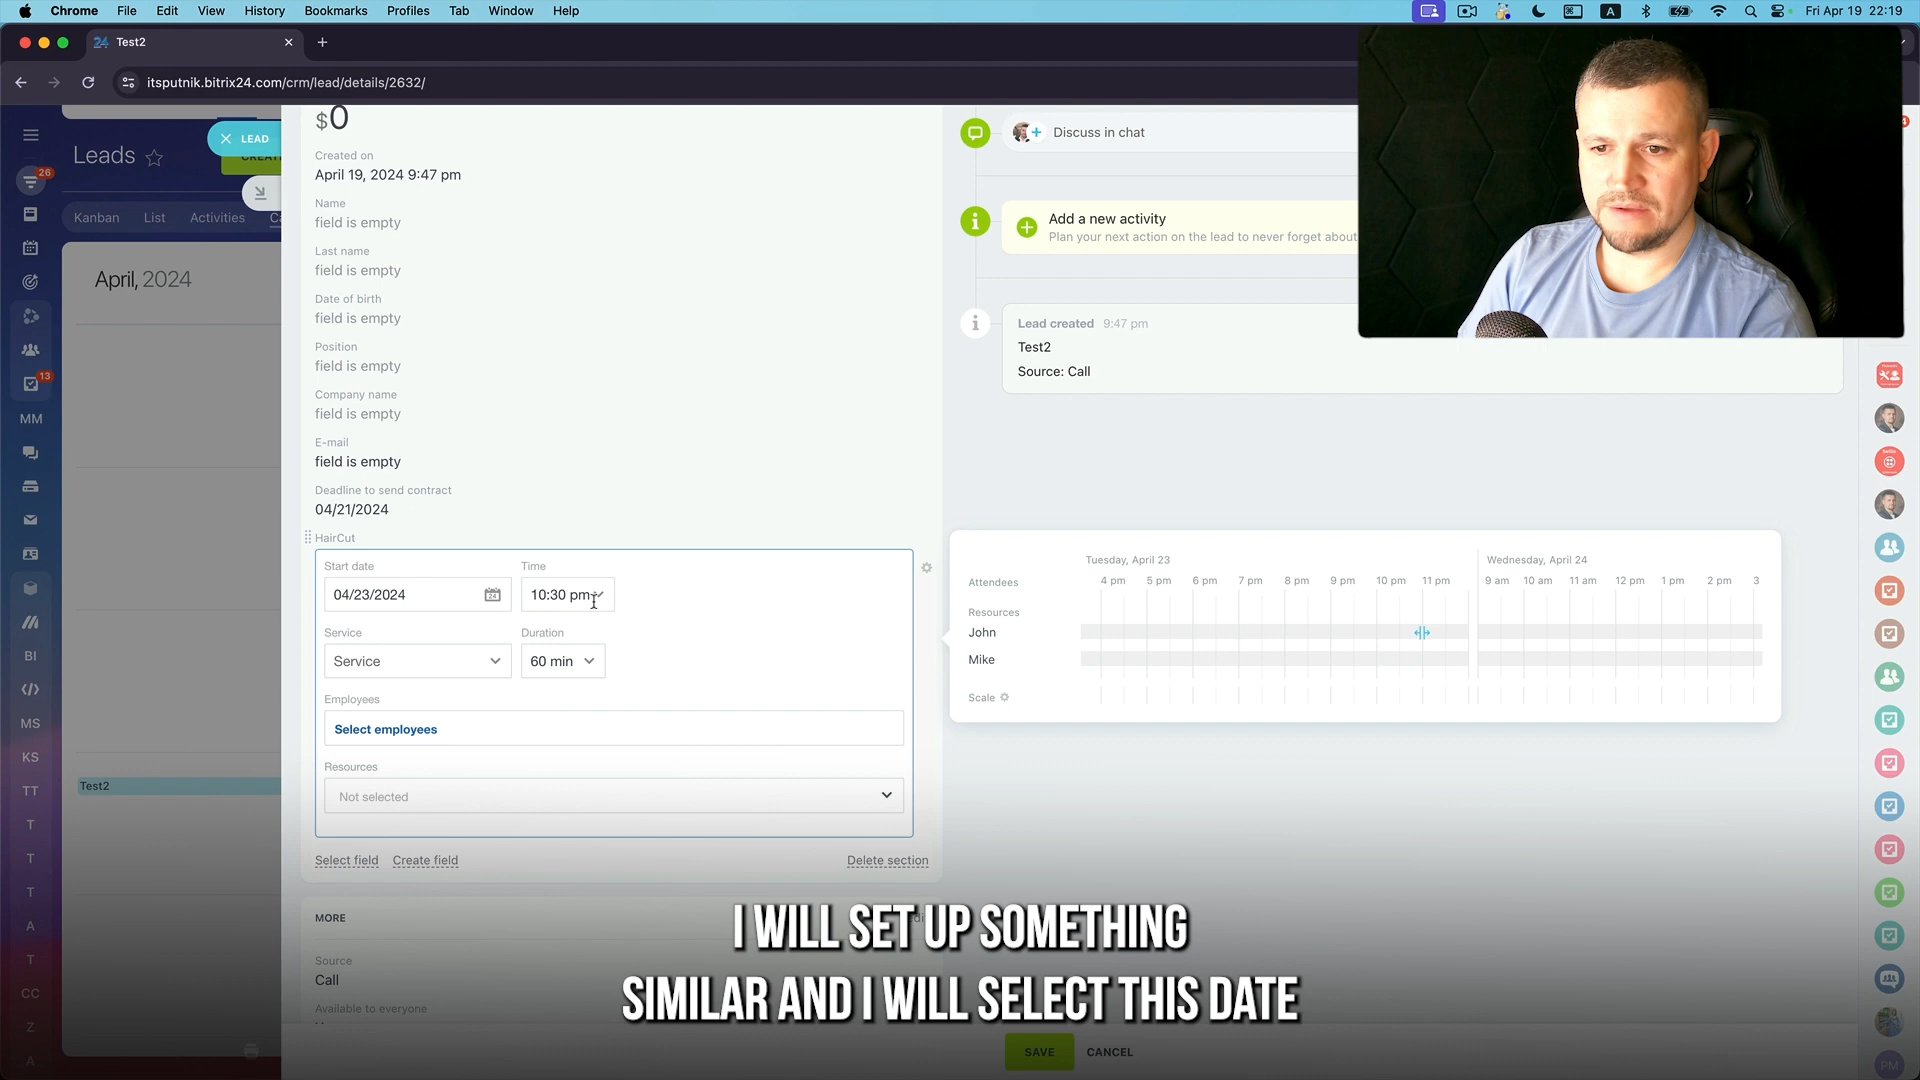 Chrome File Edit View History Bookmarks Profiles Tab Window Help
A
Fri Apr 19 22:19
24 Test2
itsputnik.bitrix24.com/crm/lead/details/2632/
LEAD
Leads
26
Kanban List Activities
April, 2024
13
MM
BI
MS
KS
TT
T
T
T
A
T
CC
Z
A
Test2
$0
Created on
April 19, 2024 9:47 pm
Name
field is empty
Last name
field is empty
Date of birth
field is empty
Position
field is empty
Company name
field is empty
E-mail
field is empty
Deadline to send contract
04/21/2024
HairCut
Start date Time
04/23/2024 10:30 pm
Service Duration
Service 60 min
Employees
Select employees
Resources
Not selected
Select field Create field Delete section
MORE
Source
Call
Available to everyone
Discuss in chat
Add a new activity
Plan your next action on the lead to never forget about
Lead created 9:47 pm
Test2
Source: Call
Tuesday, April 23 Wednesday, April 24
Attendees 4 pm 5 pm 6 pm 7 pm 8 pm 9 pm 10 pm 11 pm 9 am 10 am 11 am 12 pm 1 pm 2 pm 3
Resources
John
Mike
Scale
I WILL SET UP SOMETHING
SIMILAR AND I WILL SELECT THIS DATE
SAVE CANCEL
PM